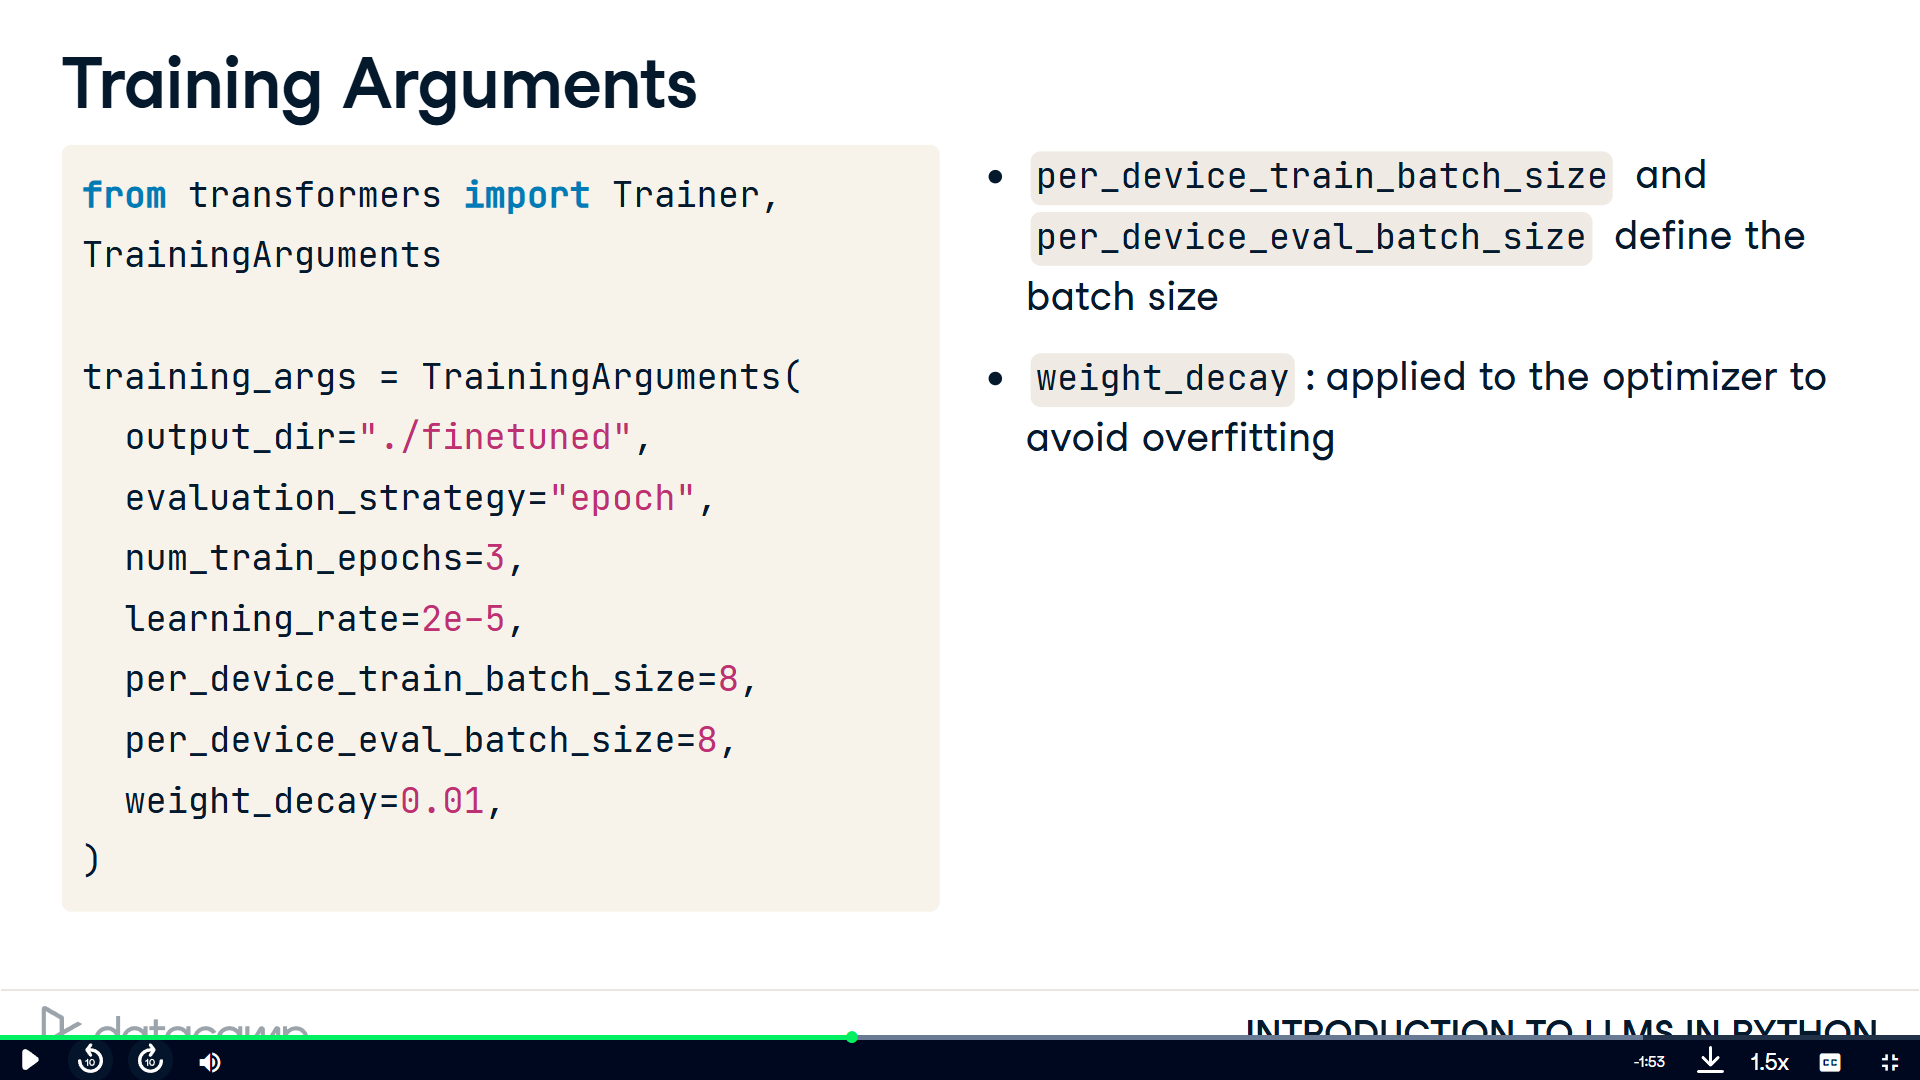 Training Arguments
from transformers import Trainer,
TrainingArguments
training_args = TrainingArguments(
output_dir="./finetuned",
evaluation_strategy="epoch",
num_train_epochs=3,
learning_rate=2e-5,
per_device_train_batch_size=8,
per_device_eval_batch_size=8,
weight_decay=0.01,
)
• per_device_train_batch_size and
per_device_eval_batch_size define the
batch size
• weight_decay : applied to the optimizer to
avoid overfitting
datacamp
INTRODUCTION TO LLMS IN PYTHON
10
10
-1:53
1.5x
CC